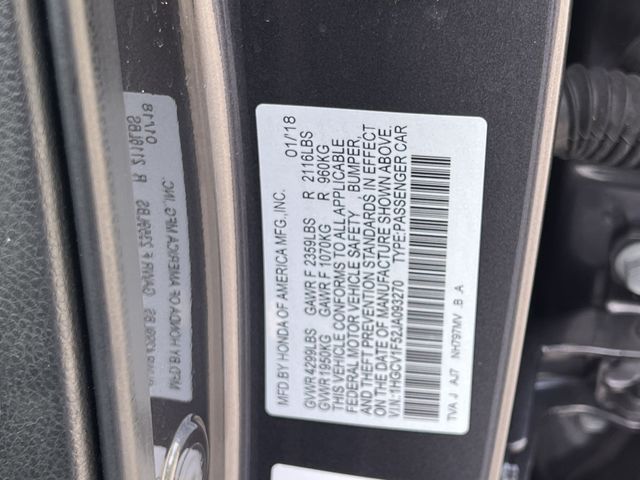 MFD BY HONDA OF AMERICA MFG.,INC. 01/18
GVWR 4299LBS GAWR F 2359LBS R 2116LBS
GVWR 1950KG GAWR F 1070KG R 960KG
THIS VEHICLE CONFORMS TO ALL APPLICABLE
FEDERAL MOTOR VEHICLE SAFETY , BUMPER,
AND THEFT PREVENTION STANDARDS IN EFFECT
ON THE DATE OF MANUFACTURE SHOWN ABOVE.
V.I.N.:1HGCV1F52JA093270 TYPE:PASSENGER CAR
TVA J AJ7 NH797MV .B .A